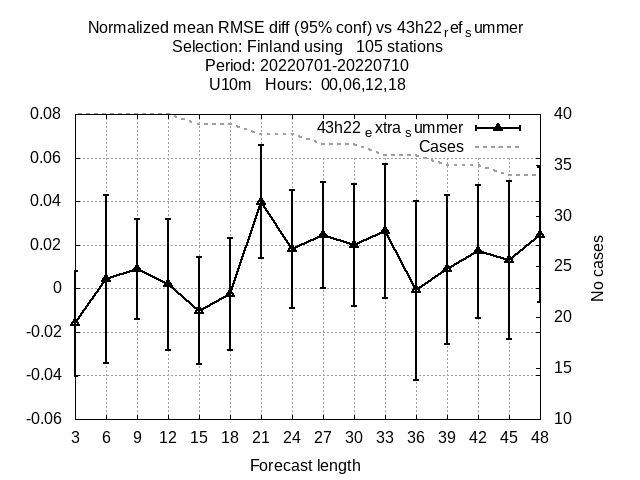 Normalized mean RMSE diff (95% conf) vs 43h22refsummer
Selection: Finland using 105 stations
Period: 20220701-20220710
U10m Hours: 00,06,12,18
43h22extrasummer
Cases
0.08
0.06
0.04
0.02
0
-0.02
-0.04
-0.06
40
35
30
25
20
15
10
No cases
3 6 9 12 15 18 21 24 27 30 33 36 39 42 45 48
Forecast length